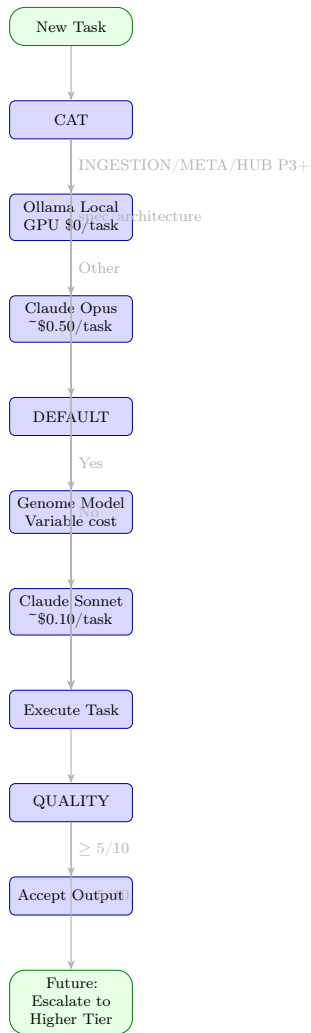 New Task
CAT
INGESTION/META/HUB P3+
Ollama Local
GPU $0/task
spec/architecture
Other
Claude Opus
~$0.50/task
DEFAULT
Yes
Genome Model
Variable cost
No
Claude Sonnet
~$0.10/task
Execute Task
QUALITY
≥ 5/10
Accept Output
Future:
Escalate to
Higher Tier